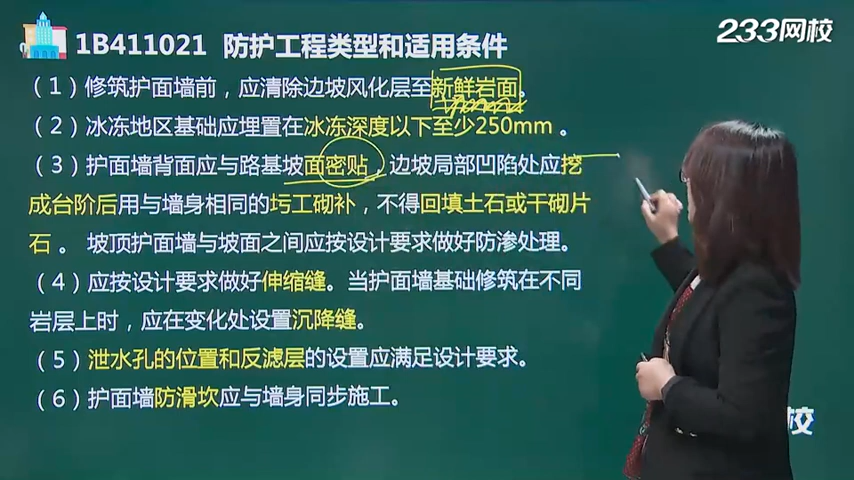 1B411021 防护工程类型和适用条件
233网校
（1）修筑护面墙前，应清除边坡风化层至新鲜岩面。
（2）冰冻地区基础应埋置在冰冻深度以下至少250mm 。
（3）护面墙背面应与路基坡面密贴，边坡局部凹陷处应挖
成台阶后用与墙身相同的圬工砌补，不得回填土石或干砌片
石 。 坡顶护面墙与坡面之间应按设计要求做好防渗处理。
（4）应按设计要求做好伸缩缝。当护面墙基础修筑在不同
岩层上时，应在变化处设置沉降缝。
（5）泄水孔的位置和反滤层的设置应满足设计要求。
（6）护面墙防滑坎应与墙身同步施工。
校